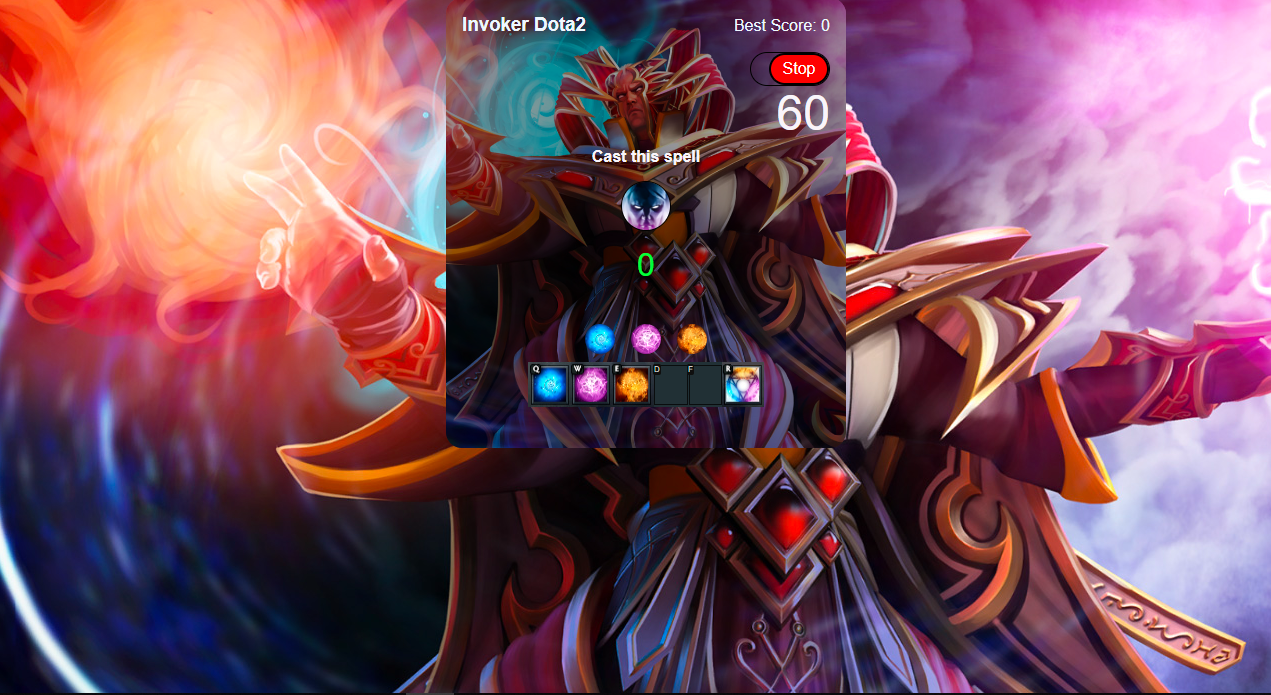 Invoker Dota2
Best Score: 0
Stop
60
Cast this spell
0
Q W E D F R